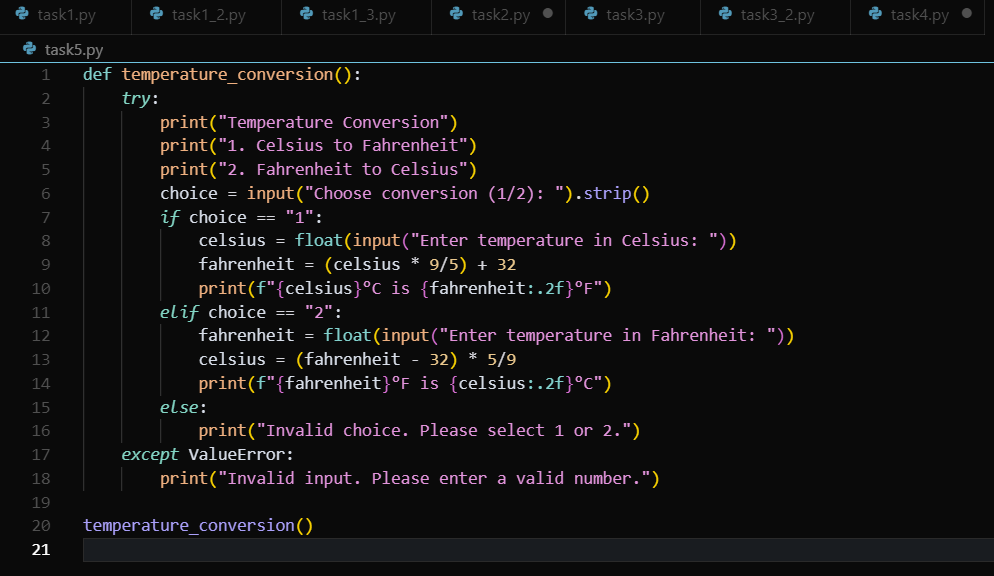 task1.py task1_2.py task1_3.py task2.py task3.py task3_2.py task4.py
task5.py
1 def temperature_conversion():
2     try:
3         print("Temperature Conversion")
4         print("1. Celsius to Fahrenheit")
5         print("2. Fahrenheit to Celsius")
6         choice = input("Choose conversion (1/2): ").strip()
7         if choice == "1":
8             celsius = float(input("Enter temperature in Celsius: "))
9             fahrenheit = (celsius * 9/5) + 32
10             print(f"{celsius}°C is {fahrenheit:.2f}°F")
11         elif choice == "2":
12             fahrenheit = float(input("Enter temperature in Fahrenheit: "))
13             celsius = (fahrenheit - 32) * 5/9
14             print(f"{fahrenheit}°F is {celsius:.2f}°C")
15         else:
16             print("Invalid choice. Please select 1 or 2.")
17     except ValueError:
18         print("Invalid input. Please enter a valid number.")
19
20 temperature_conversion()
21